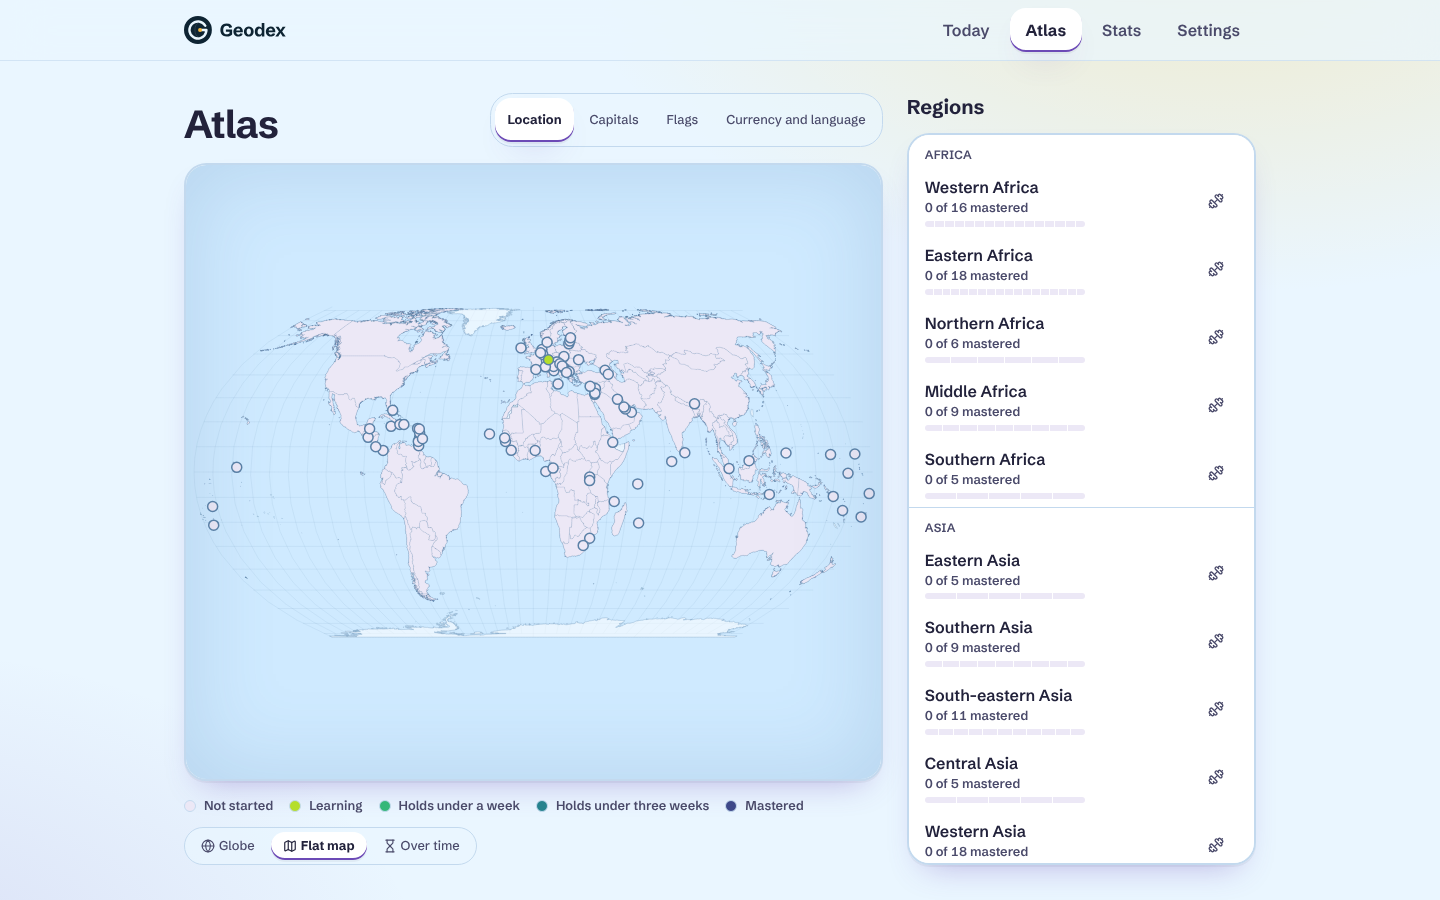 Geodex
Today
Atlas
Stats
Settings
Atlas
Location
Capitals
Flags
Currency and language
Not started
Learning
Holds under a week
Holds under three weeks
Mastered
Globe
Flat map
Over time
Regions
AFRICA
Western Africa
0 of 16 mastered
Eastern Africa
0 of 18 mastered
Northern Africa
0 of 6 mastered
Middle Africa
0 of 9 mastered
Southern Africa
0 of 5 mastered
ASIA
Eastern Asia
0 of 5 mastered
Southern Asia
0 of 9 mastered
South-eastern Asia
0 of 11 mastered
Central Asia
0 of 5 mastered
Western Asia
0 of 18 mastered